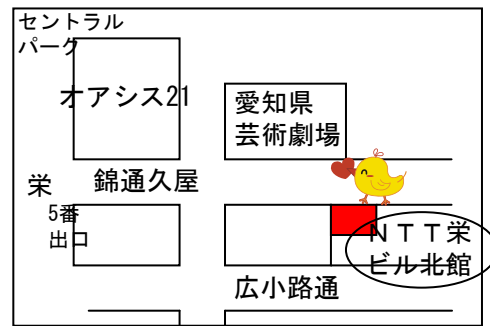 セントラル
パーク
オアシス21
愛知県
芸術劇場
錦通久屋
栄
5番
出口
ＮＴＴ栄
ビル北館
広小路通